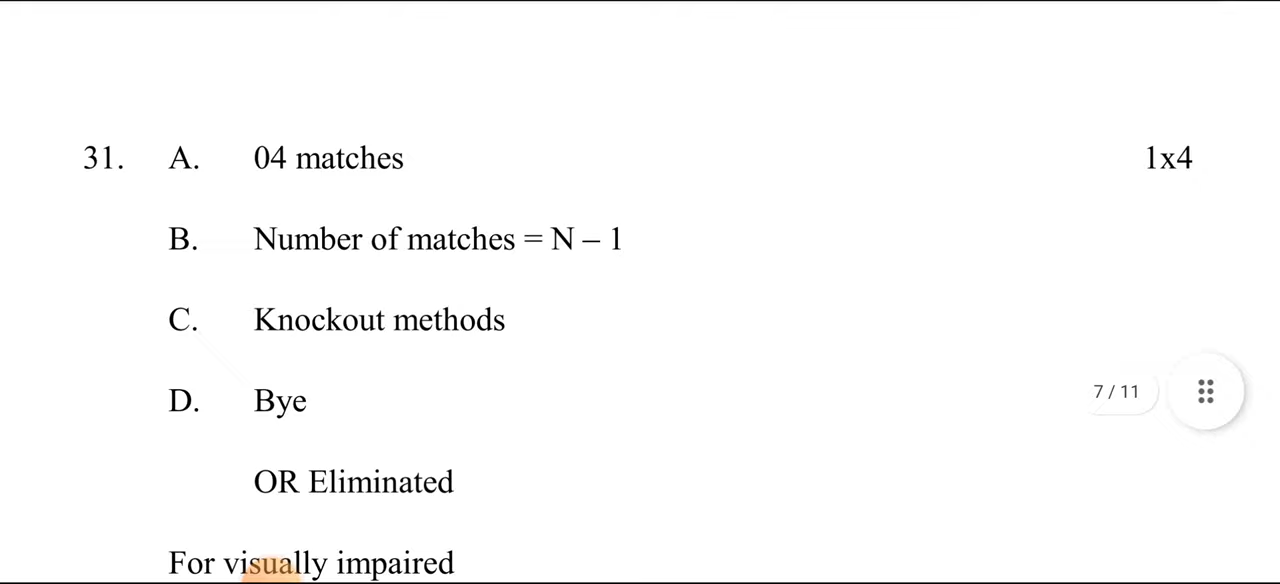 31. A. 04 matches 1x4
B. Number of matches = N – 1
C. Knockout methods
7 / 11
D. Bye
OR Eliminated
For visually impaired